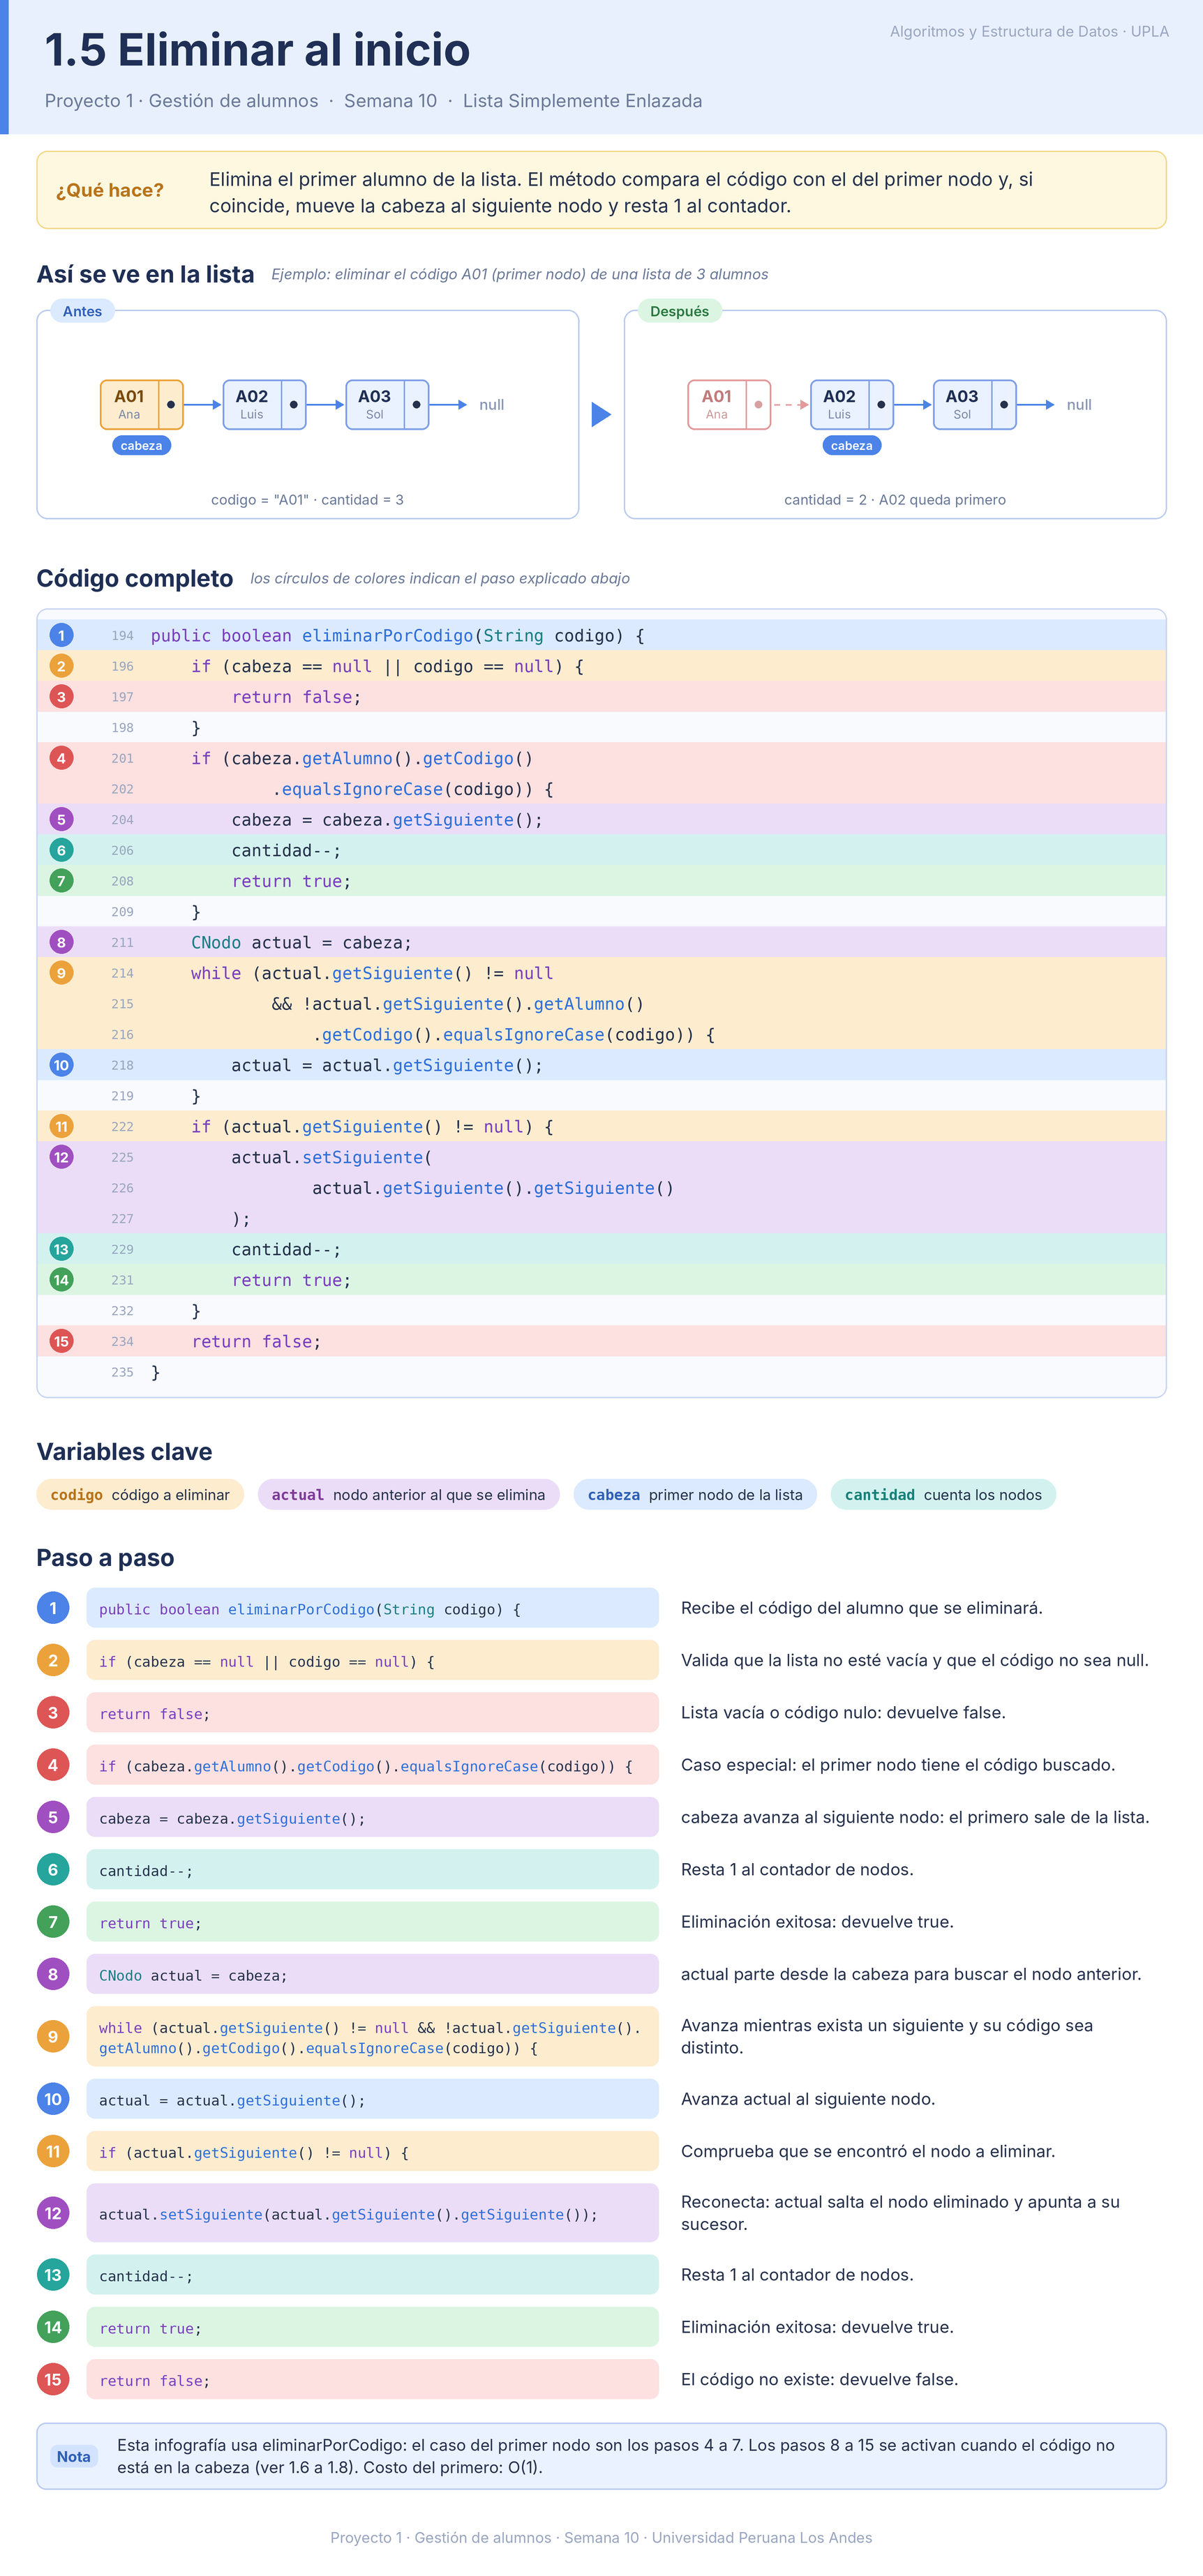 1.5 Eliminar al inicio
Algoritmos y Estructura de Datos · UPLA
Proyecto 1 · Gestión de alumnos · Semana 10 · Lista Simplemente Enlazada
¿Qué hace?
Elimina el primer alumno de la lista. El método compara el código con el del primer nodo y, si
coincide, mueve la cabeza al siguiente nodo y resta 1 al contador.
Así se ve en la lista
Ejemplo: eliminar el código A01 (primer nodo) de una lista de 3 alumnos
Antes
A01 A02 A03 null
Ana Luis Sol
cabeza
codigo = "A01" · cantidad = 3
Después
A01 A02 A03 null
Ana Luis Sol
cabeza
cantidad = 2 · A02 queda primero
Código completo
los círculos de colores indican el paso explicado abajo
1 194 public boolean eliminarPorCodigo(String codigo) {
2 196 if (cabeza == null || codigo == null) {
3 197 return false;
198 }
4 201 if (cabeza.getAlumno().getCodigo()
202 .equalsIgnoreCase(codigo)) {
5 204 cabeza = cabeza.getSiguiente();
6 206 cantidad--;
7 208 return true;
209 }
8 211 CNodo actual = cabeza;
9 214 while (actual.getSiguiente() != null
215 && !actual.getSiguiente().getAlumno()
216 .getCodigo().equalsIgnoreCase(codigo)) {
10 218 actual = actual.getSiguiente();
219 }
11 222 if (actual.getSiguiente() != null) {
12 225 actual.setSiguiente(
226 actual.getSiguiente().getSiguiente()
227 );
13 229 cantidad--;
14 231 return true;
232 }
15 234 return false;
235 }
Variables clave
codigo código a eliminar
actual nodo anterior al que se elimina
cabeza primer nodo de la lista
cantidad cuenta los nodos
Paso a paso
1 public boolean eliminarPorCodigo(String codigo) { Recibe el código del alumno que se eliminará.
2 if (cabeza == null || codigo == null) { Valida que la lista no esté vacía y que el código no sea null.
3 return false; Lista vacía o código nulo: devuelve false.
4 if (cabeza.getAlumno().getCodigo().equalsIgnoreCase(codigo)) { Caso especial: el primer nodo tiene el código buscado.
5 cabeza = cabeza.getSiguiente(); cabeza avanza al siguiente nodo: el primero sale de la lista.
6 cantidad--; Resta 1 al contador de nodos.
7 return true; Eliminación exitosa: devuelve true.
8 CNodo actual = cabeza; actual parte desde la cabeza para buscar el nodo anterior.
9 while (actual.getSiguiente() != null && !actual.getSiguiente().
getAlumno().getCodigo().equalsIgnoreCase(codigo)) {
Avanza mientras exista un siguiente y su código sea
distinto.
10 actual = actual.getSiguiente(); Avanza actual al siguiente nodo.
11 if (actual.getSiguiente() != null) { Comprueba que se encontró el nodo a eliminar.
12 actual.setSiguiente(actual.getSiguiente().getSiguiente());
Reconecta: actual salta el nodo eliminado y apunta a su
sucesor.
13 cantidad--; Resta 1 al contador de nodos.
14 return true; Eliminación exitosa: devuelve true.
15 return false; El código no existe: devuelve false.
Nota
Esta infografía usa eliminarPorCodigo: el caso del primer nodo son los pasos 4 a 7. Los pasos 8 a 15 se activan cuando el código no
está en la cabeza (ver 1.6 a 1.8). Costo del primero: O(1).
Proyecto 1 · Gestión de alumnos · Semana 10 · Universidad Peruana Los Andes